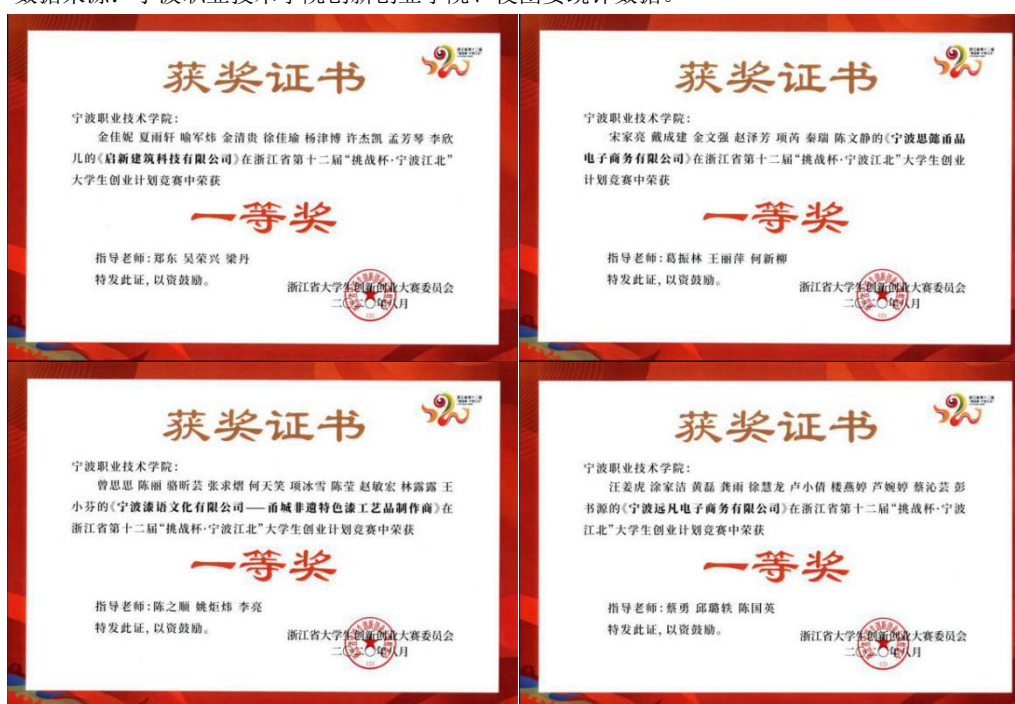 数据来源：宁波职业技术学院创新创业学院、校团委统计数据。
获奖证书
宁波职业技术学院：
金佳妮 夏雨轩 喻军炜 金清贵 徐佳瑜 杨津博 许杰凯 孟芳琴 李欣
儿的《启新建筑科技有限公司》在浙江省第十二届“挑战杯·宁波江北”
大学生创业计划竞赛中荣获
一等奖
指导老师：郑东 吴荣兴 梁丹
特发此证，以资鼓励。
浙江省大学生创新创业大赛委员会
二〇二〇年八月
获奖证书
宁波职业技术学院：
宋家亮 戴成建 金文强 赵泽芳 项芮 秦瑞 陈文静的《宁波思懿甬品
电子商务有限公司》在浙江省第十二届“挑战杯·宁波江北”大学生创业
计划竞赛中荣获
一等奖
指导老师：葛振林 王丽萍 何新柳
特发此证，以资鼓励。
浙江省大学生创新创业大赛委员会
二〇二〇年八月
获奖证书
宁波职业技术学院：
曾思思 陈丽 骆昕芸 张求熠 何天笑 项冰雪 陈莹 赵敏宏 林露露 王
小芬的《宁波漆语文化有限公司——甬城非遗特色漆工艺品制作商》在
浙江省第十二届“挑战杯·宁波江北”大学生创业计划竞赛中荣获
一等奖
指导老师：陈之顺 姚炬炜 李亮
特发此证，以资鼓励。
浙江省大学生创新创业大赛委员会
二〇二〇年八月
获奖证书
宁波职业技术学院：
汪姜虎 涂家洁 黄磊 龚雨 徐慧龙 卢小倩 楼燕婷 芦婉婷 蔡沁芸 彭
书源的《宁波远凡电子商务有限公司》在浙江省第十二届“挑战杯·宁波
江北”大学生创业计划竞赛中荣获
一等奖
指导老师：蔡勇 邱璐轶 陈国英
特发此证，以资鼓励。
浙江省大学生创新创业大赛委员会
二〇二〇年八月